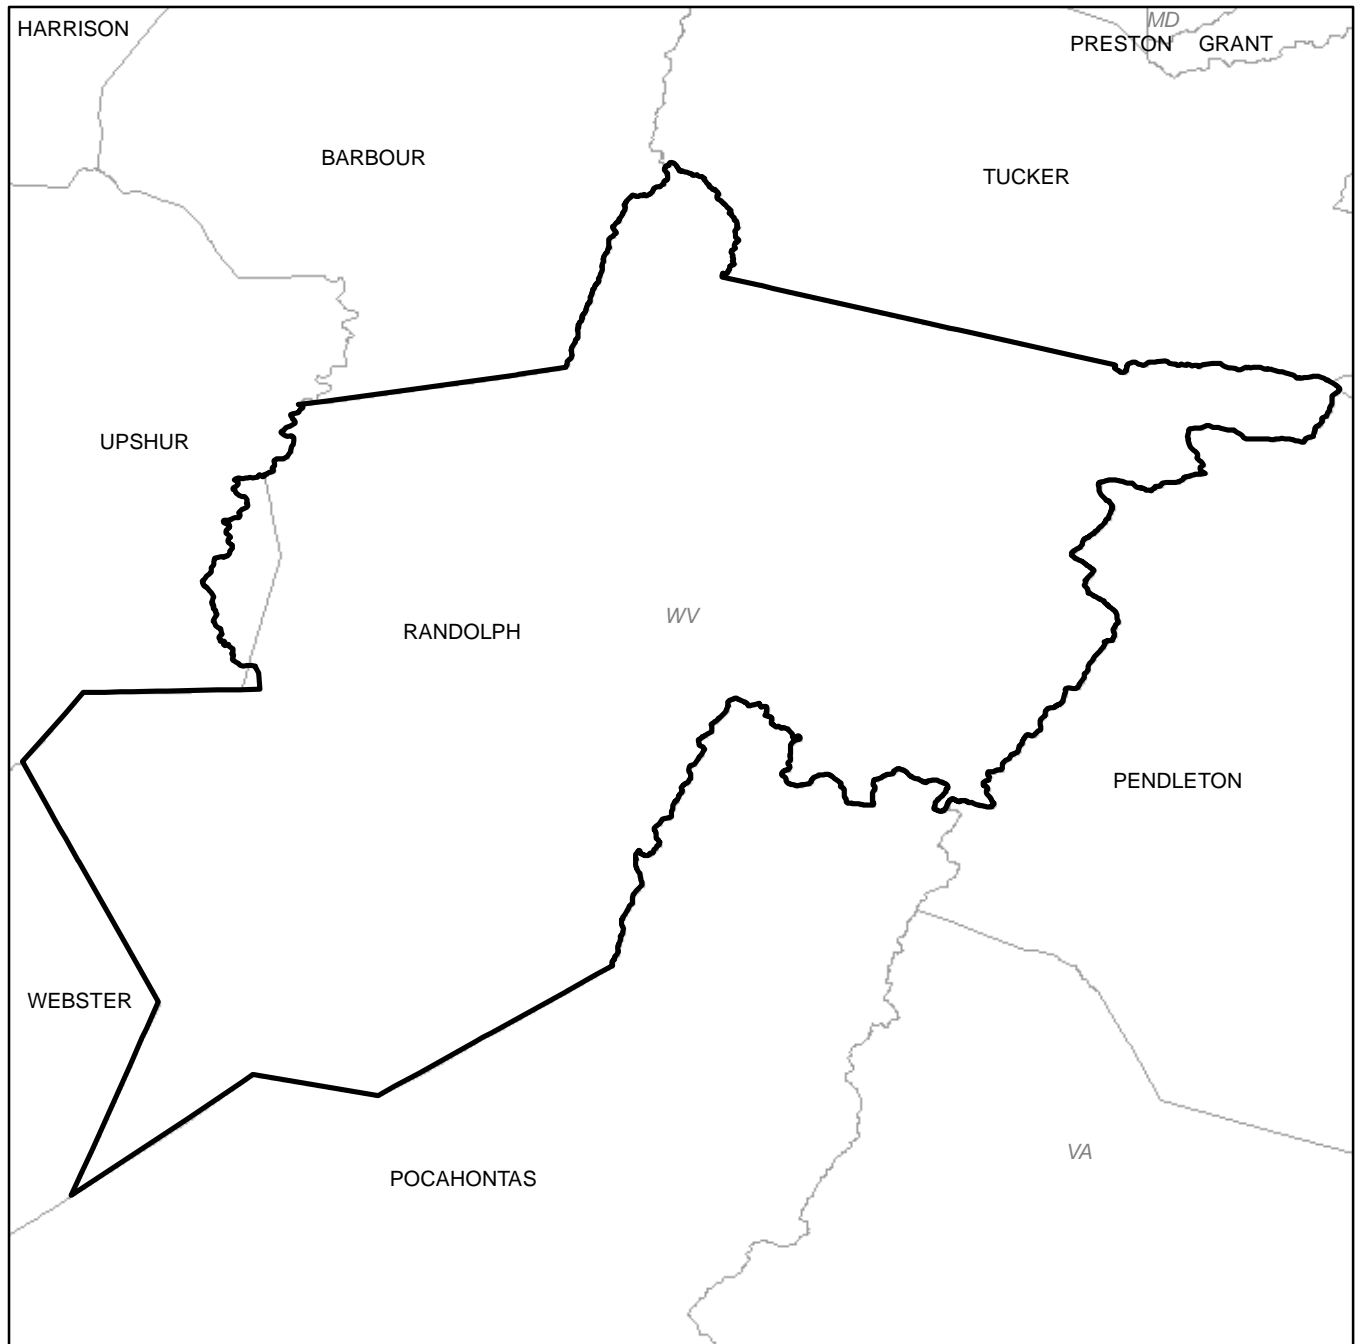 HARRISON
MD
PRESTON GRANT
BARBOUR
TUCKER
UPSHUR
WV
RANDOLPH
PENDLETON
WEBSTER
VA
POCAHONTAS